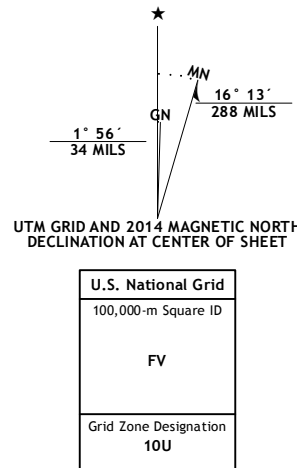 ★
MN
GN
16° 13´
288 MILS
1° 56´
34 MILS
UTM GRID AND 2014 MAGNETIC NORTH
DECLINATION AT CENTER OF SHEET
U.S. National Grid
100,000-m Square ID
FV
Grid Zone Designation
10U